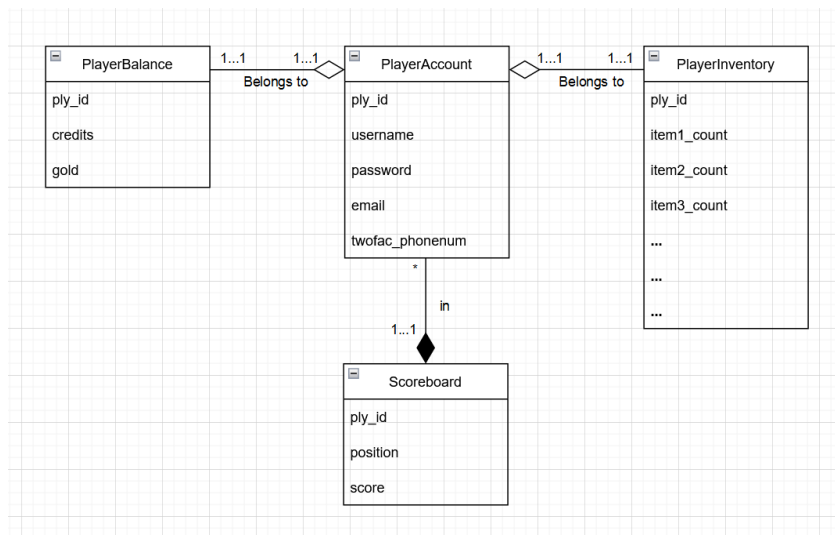 PlayerBalance
ply_id
credits
gold
1...1
1...1
Belongs to
PlayerAccount
ply_id
username
password
email
twofac_phonenum
1...1
1...1
Belongs to
PlayerInventory
ply_id
item1_count
item2_count
item3_count
...
...
...
*
in
1...1
Scoreboard
ply_id
position
score